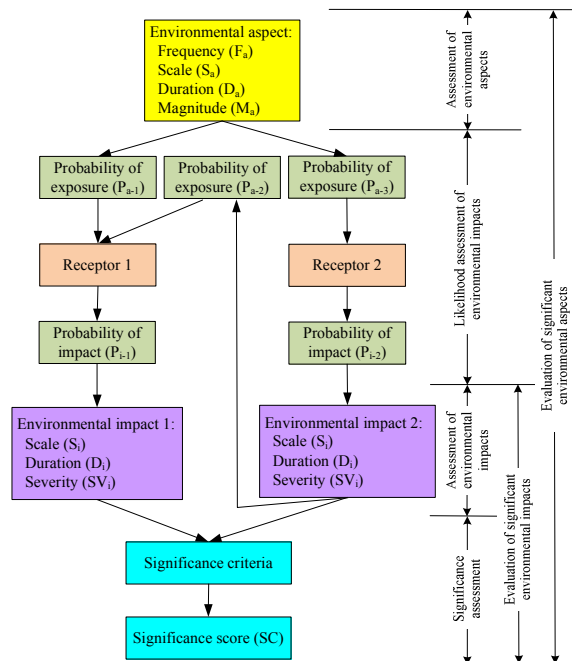 Environmental aspect:
Frequency (Fa)
Scale (Sa)
Duration (Da)
Magnitude (Ma)
Probability of
exposure (Pa-1)
Probability of
exposure (Pa-2)
Probability of
exposure (Pa-3)
Receptor 1
Receptor 2
Probability of
impact (Pi-1)
Probability of
impact (Pi-2)
Environmental impact 1:
Scale (Si)
Duration (Di)
Severity (SVi)
Environmental impact 2:
Scale (Si)
Duration (Di)
Severity (SVi)
Significance criteria
Significance score (SC)
Assessment of
environmental
aspects
Likelihood assessment of
environmental impacts
Assessment of
environmental
impacts
Significance
assessment
Evaluation of significant
environmental impacts
Evaluation of significant
environmental aspects